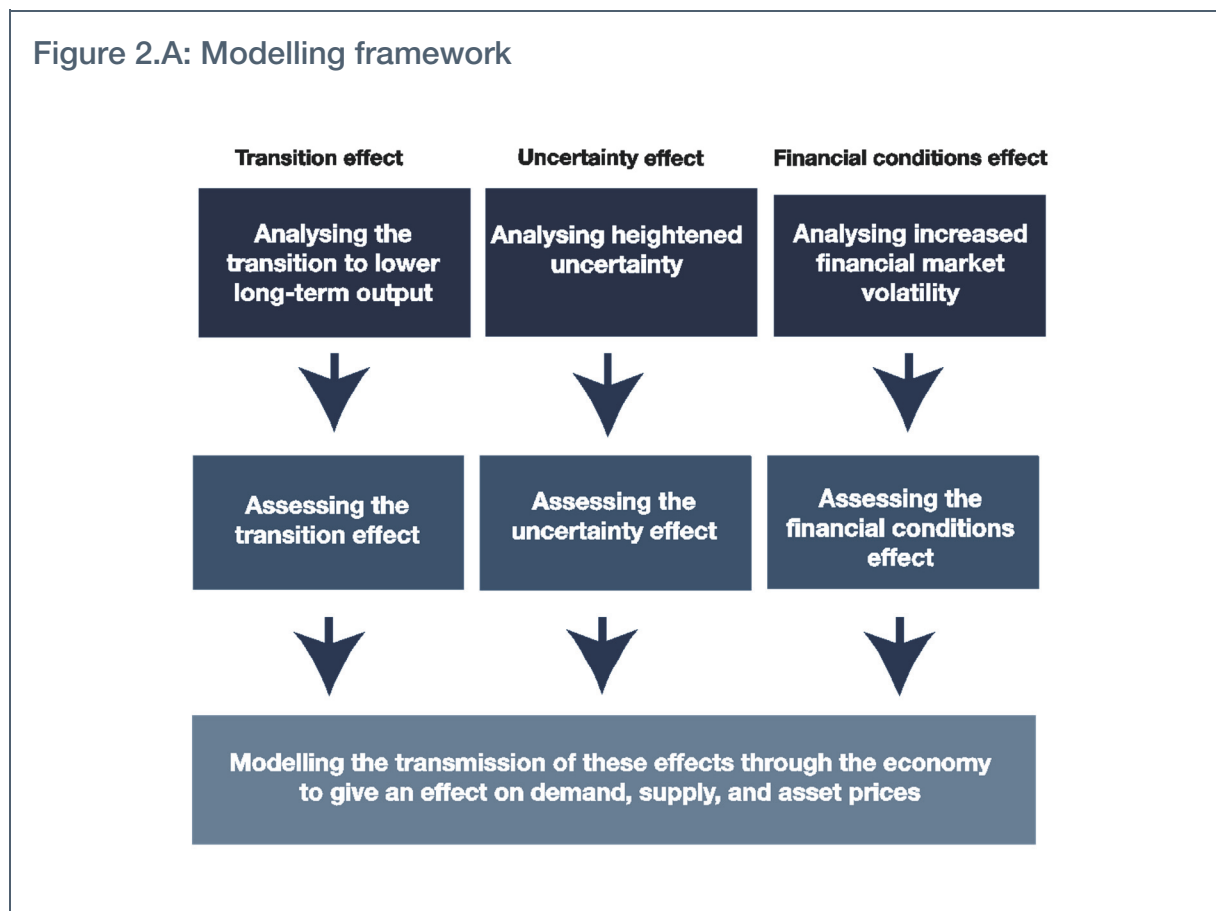 Figure 2.A: Modelling framework
Transition effect
Uncertainty effect
Financial conditions effect
Analysing the
transition to lower
long-term output
Analysing heightened
uncertainty
Analysing increased
financial market
volatility
Assessing the
transition effect
Assessing the
uncertainty effect
Assessing the
financial conditions
effect
Modelling the transmission of these effects through the economy
to give an effect on demand, supply, and asset prices